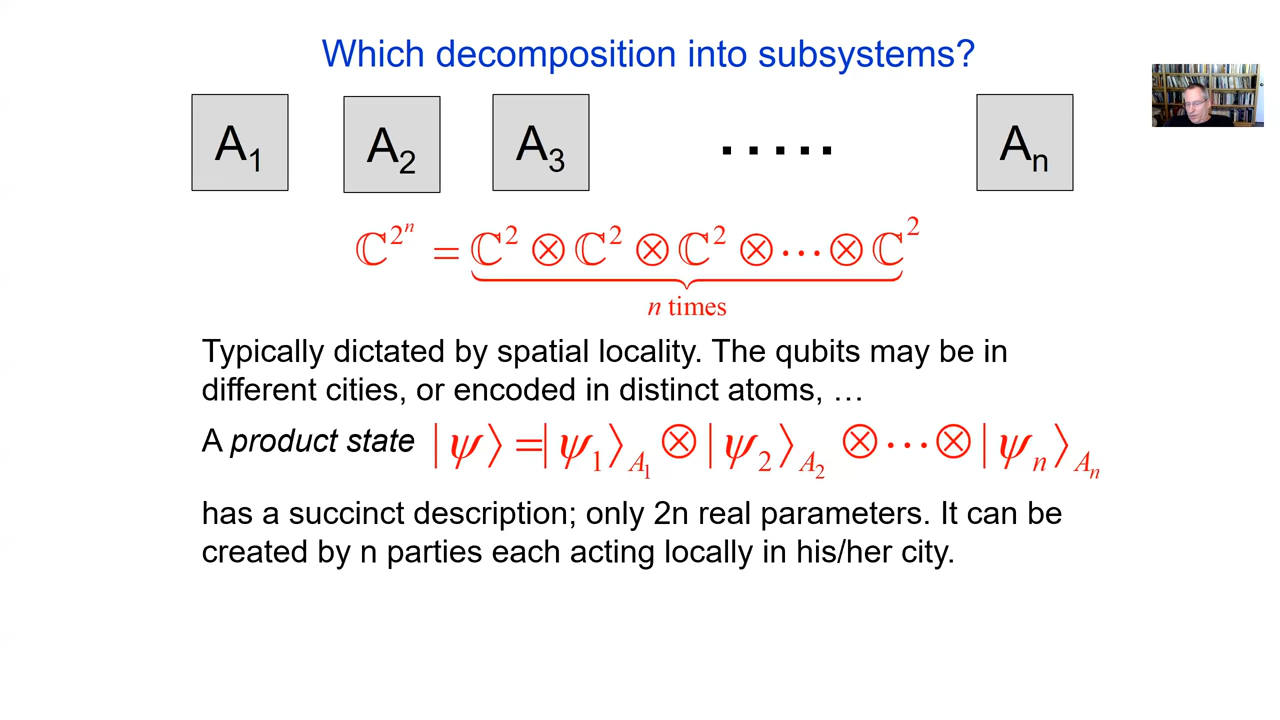 Which decomposition into subsystems?
A₁ A₂ A₃ ····· Aₙ
ℂ^{2ⁿ} = ℂ² ⊗ ℂ² ⊗ ℂ² ⊗ ⋯ ⊗ ℂ²
n times
Typically dictated by spatial locality. The qubits may be in
different cities, or encoded in distinct atoms, …
A product state |ψ⟩ = |ψ₁⟩_{A₁} ⊗ |ψ₂⟩_{A₂} ⊗ ⋯ ⊗ |ψₙ⟩_{Aₙ}
has a succinct description; only 2n real parameters. It can be
created by n parties each acting locally in his/her city.